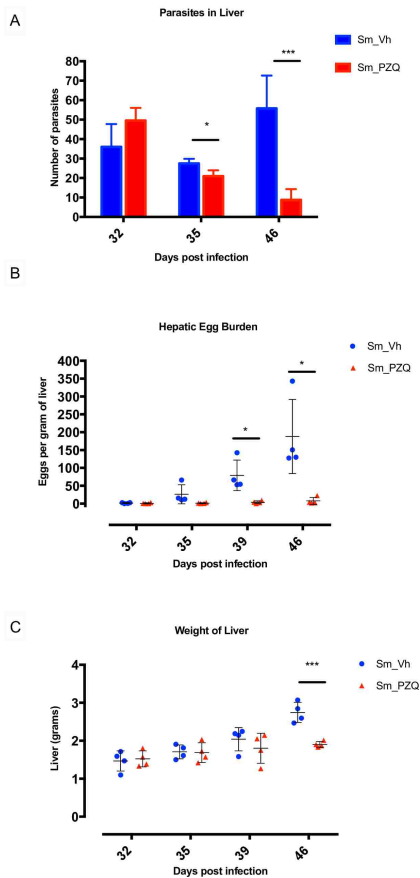 A
Parasites in Liver
Sm_Vh
Sm_PZQ
***
*
Number of parasites
80
70
60
50
40
30
20
10
0
32
35
46
Days post infection
B
Hepatic Egg Burden
Sm_Vh
Sm_PZQ
*
*
Eggs per gram of liver
400
350
300
250
200
150
100
50
0
32
35
39
46
Days post infection
C
Weight of Liver
Sm_Vh
Sm_PZQ
***
Liver (grams)
4
3
2
1
0
32
35
39
46
Days post infection